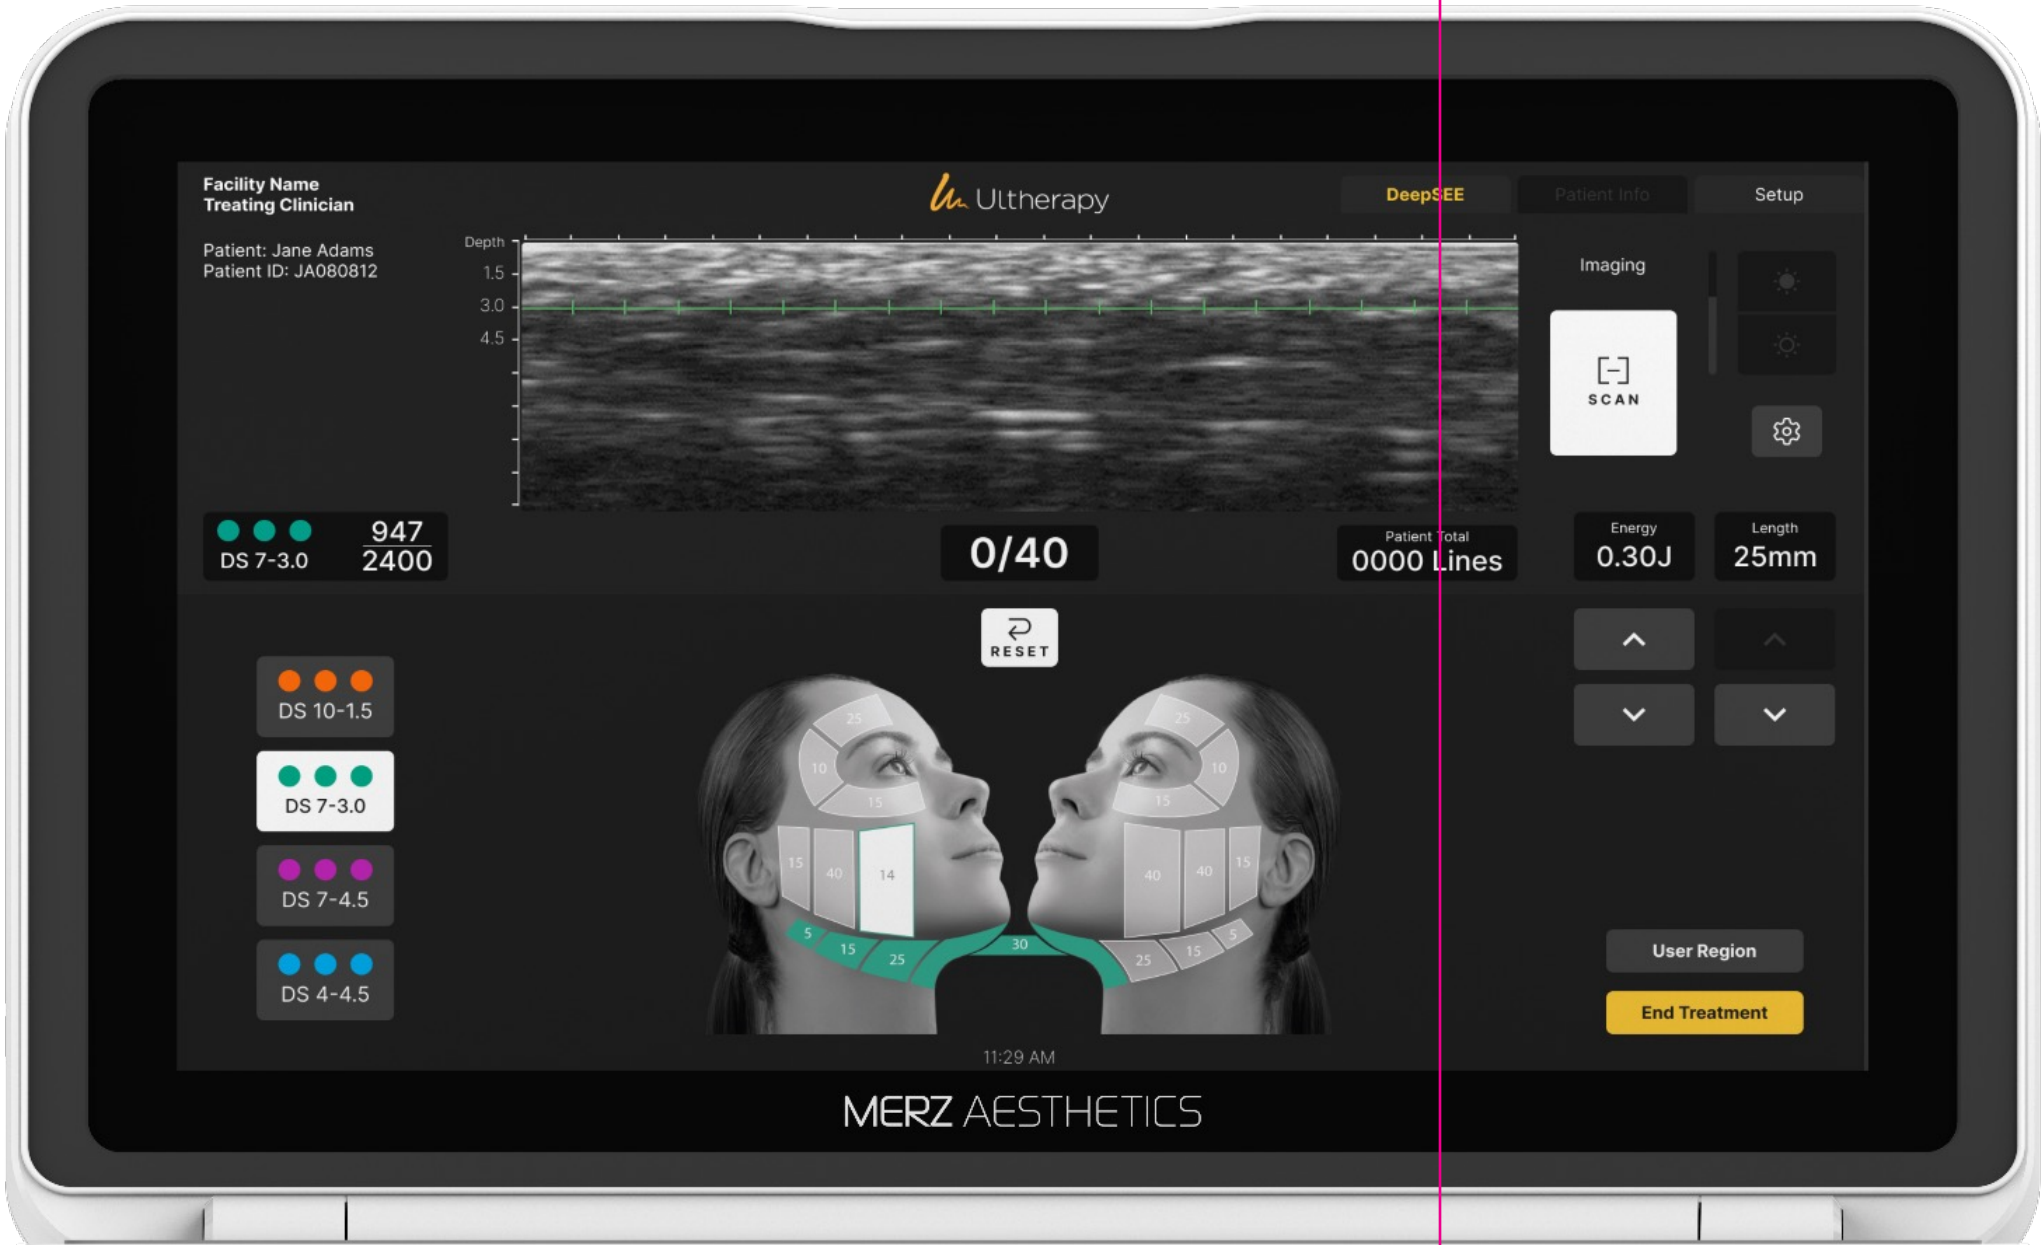 Facility Name
Treating Clinician
Ultherapy
DeepSEE
Patient Info
Setup
Patient: Jane Adams
Patient ID: JA080812
Depth
1.5
3.0
4.5
Imaging
SCAN
DS 7-3.0
947
2400
0/40
Patient Total
0000 Lines
Energy
0.30J
Length
25mm
RESET
DS 10-1.5
DS 7-3.0
DS 7-4.5
DS 4-4.5
25
10
15
15
40
14
5
15
25
30
25
10
15
40
40
15
25
15
5
User Region
End Treatment
11:29 AM
MERZ AESTHETICS